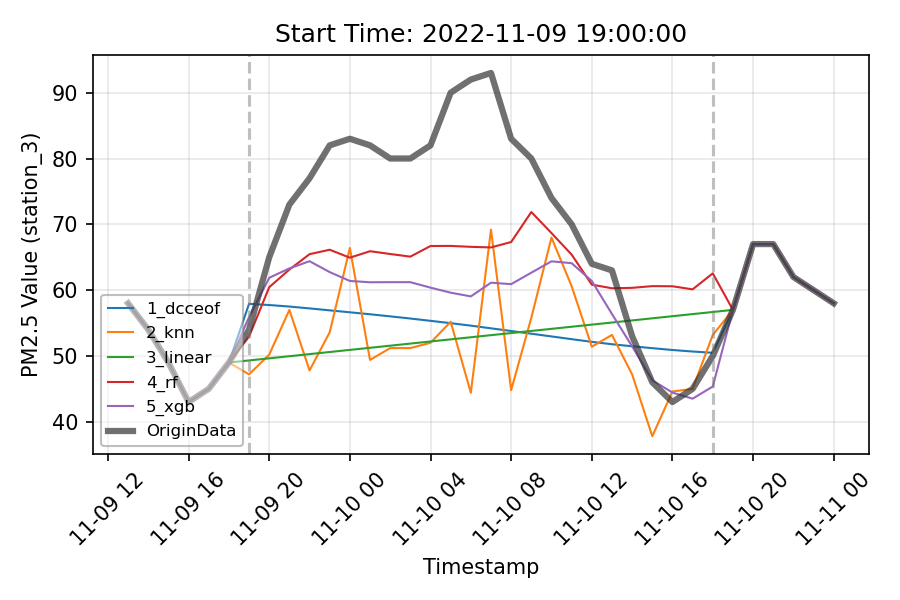 Start Time: 2022-11-09 19:00:00
PM2.5 Value (station_3)
90
80
70
60
50
40
1_dcceof
2_knn
3_linear
4_rf
5_xgb
OriginData
11-09 12
11-09 16
11-09 20
11-10 00
11-10 04
11-10 08
11-10 12
11-10 16
11-10 20
11-11 00
Timestamp